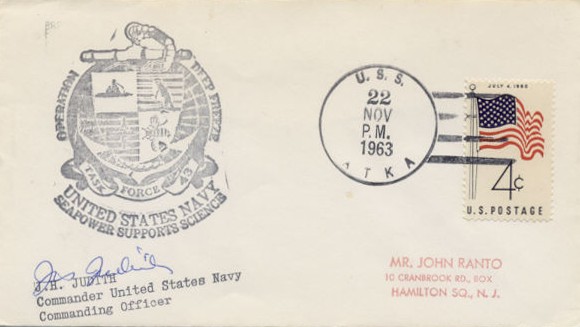 OPERATION DEEP FREEZE
TASK FORCE 43
UNITED STATES NAVY
SEAPOWER SUPPORTS SCIENCE
U.S.S.
22
NOV
P.M.
1963
ATKA
JULY 4, 1960
4¢
U.S. POSTAGE
J.H. JUDITH
Commander United States Navy
Commanding Officer
MR. JOHN RANTO
10 CRANBROOK RD., BOX
HAMILTON SQ., N. J.